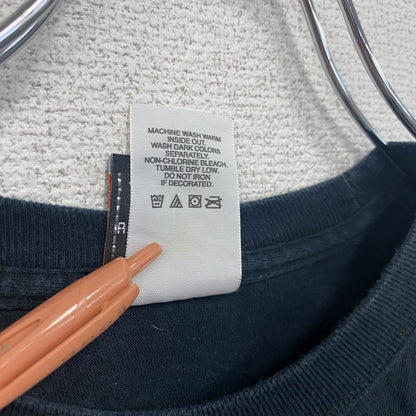 MACHINE WASH WARM
INSIDE OUT.
WASH DARK COLORS
SEPARATELY.
NON-CHLORINE BLEACH.
TUMBLE DRY LOW.
DO NOT IRON
IF DECORATED.